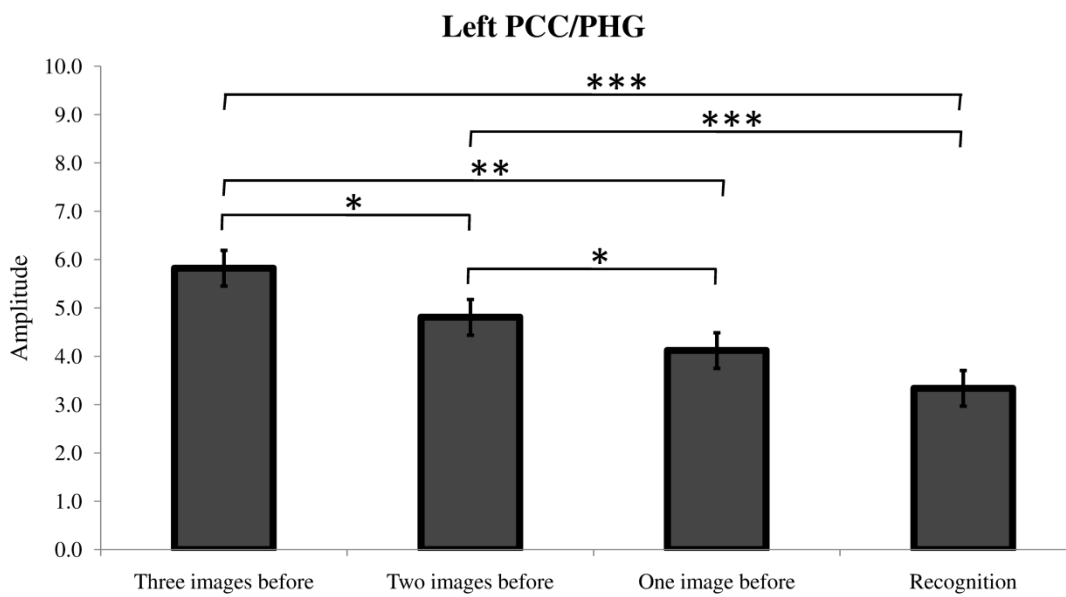 Left PCC/PHG
10.0
9.0
8.0
7.0
6.0
5.0
4.0
3.0
2.0
1.0
0.0
Amplitude
***
***
**
*
*
Three images before
Two images before
One image before
Recognition